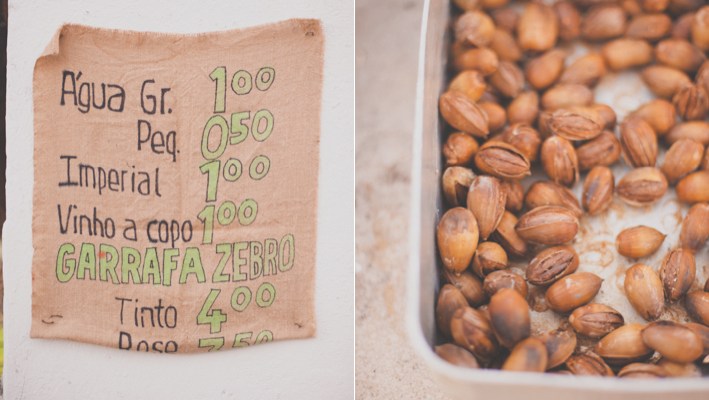 Água Gr. 100
Peq. 050
Imperial 100
Vinho a copo 100
GARRAFA ZEBRO
Tinto 400
Rose